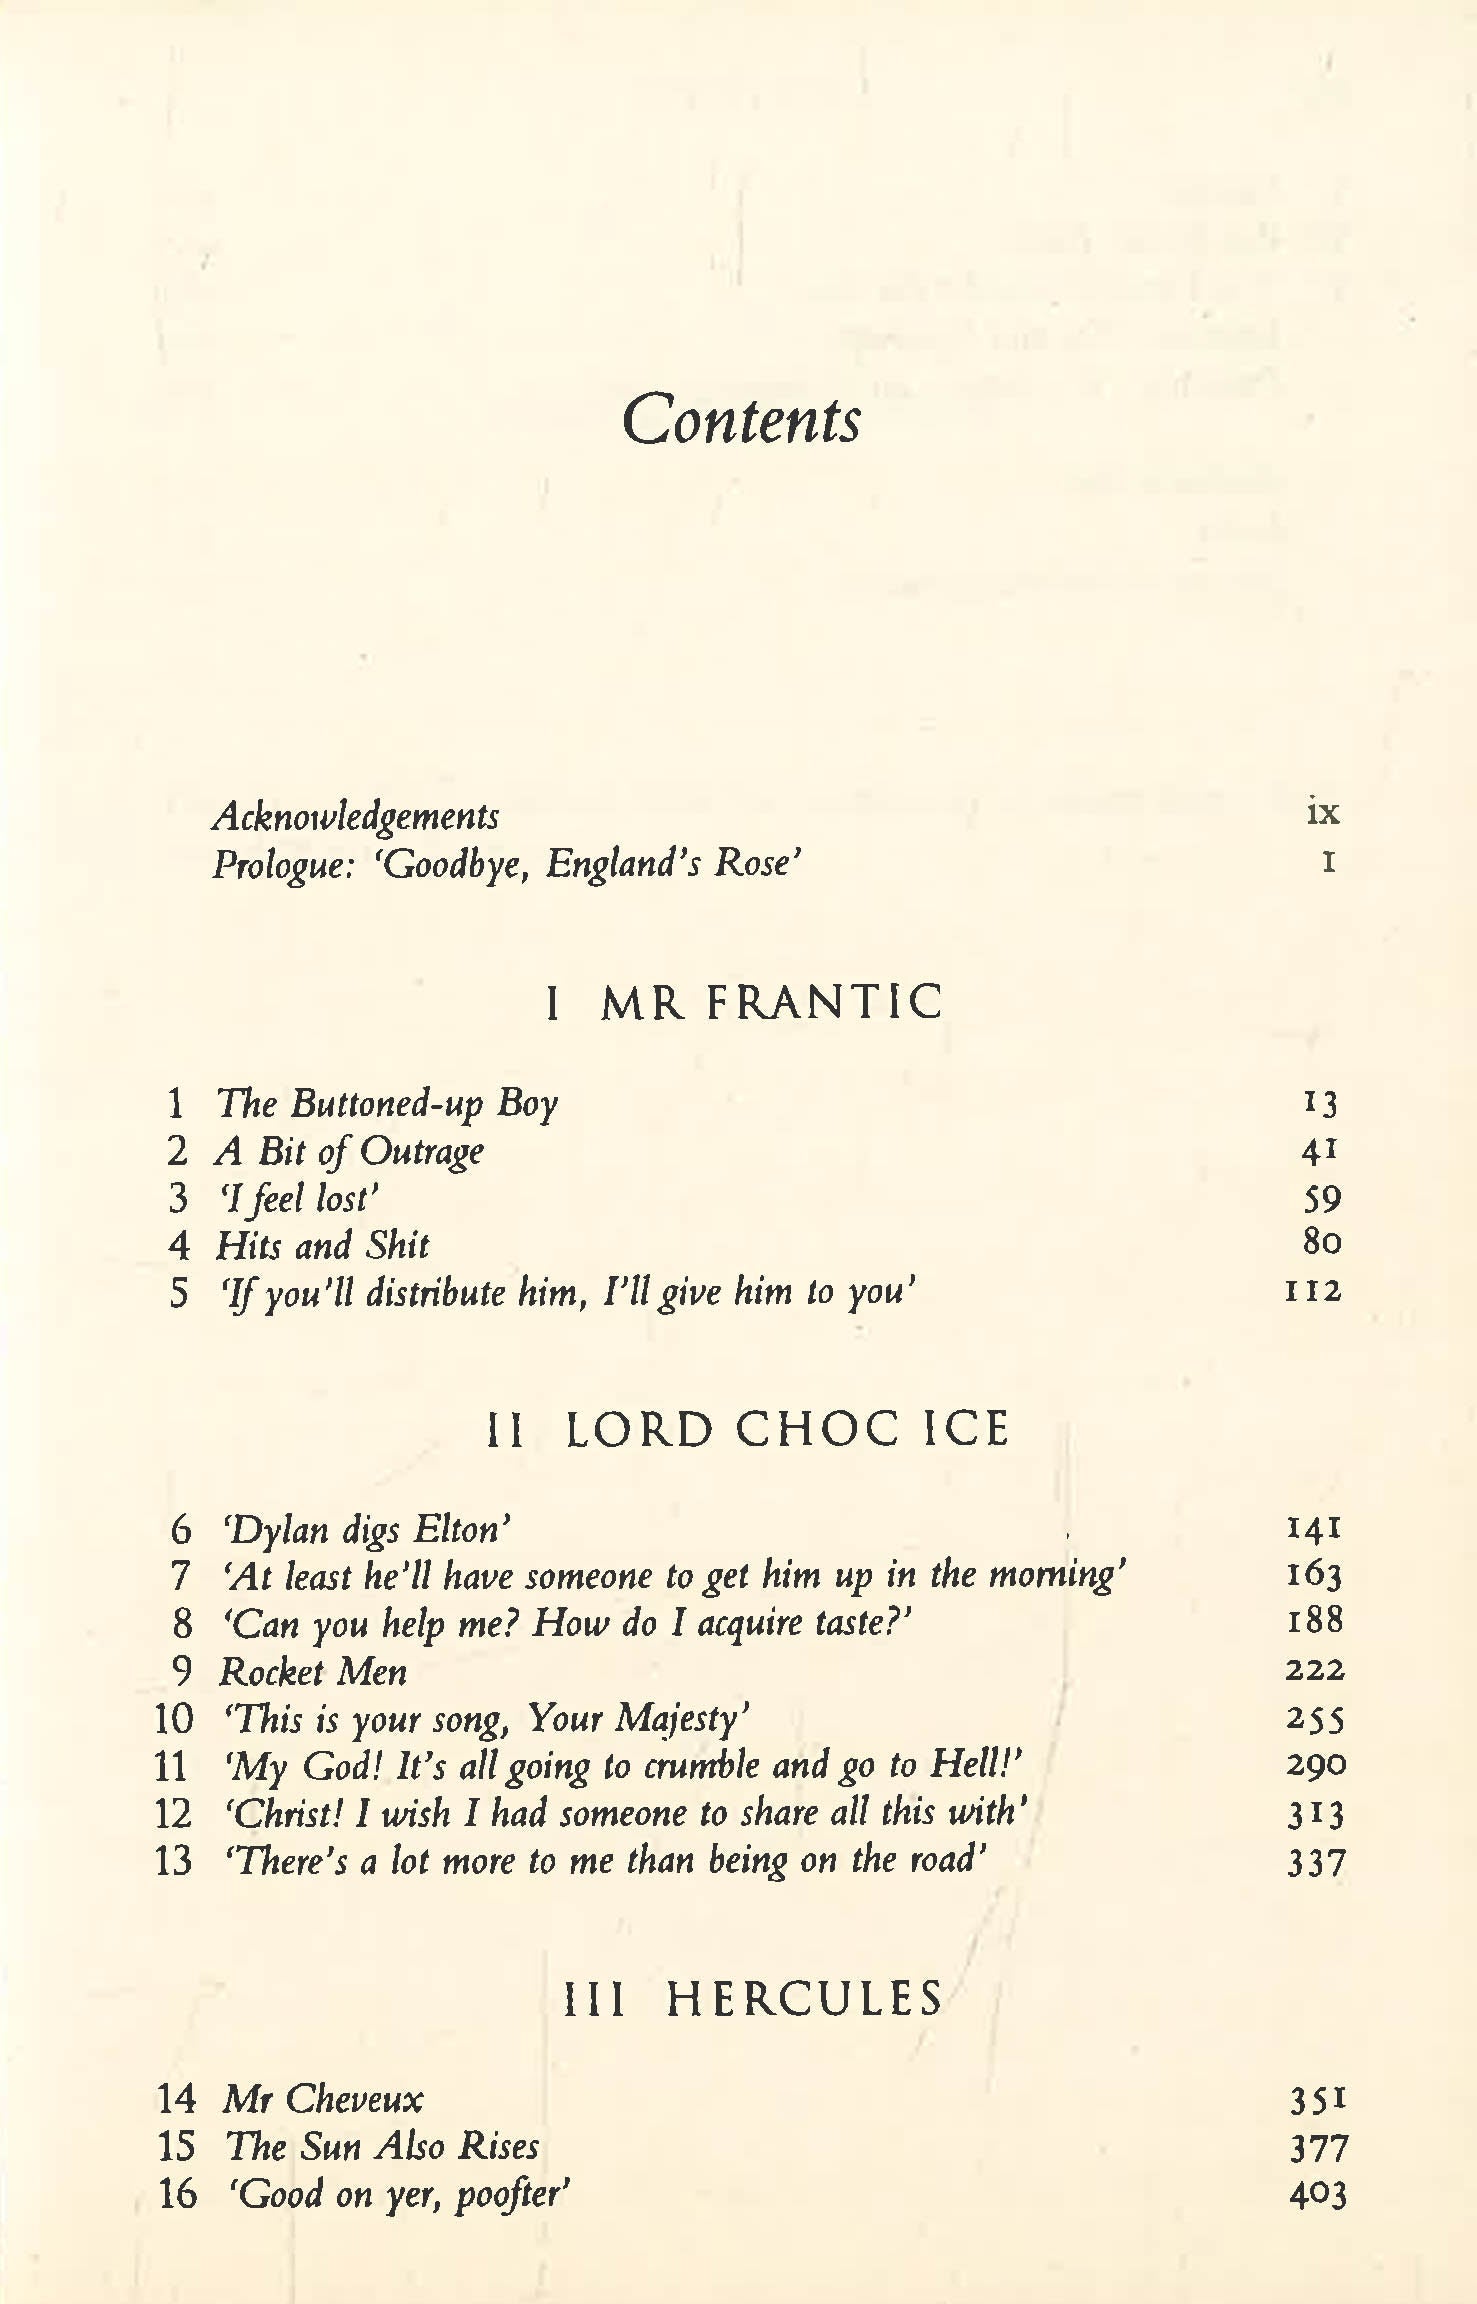 Contents
Acknowledgements ix
Prologue: ‘Goodbye, England’s Rose’ 1
I MR FRANTIC
1 The Buttoned-up Boy 13
2 A Bit of Outrage 41
3 ‘I feel lost’ 59
4 Hits and Shit 80
5 ‘If you’ll distribute him, I’ll give him to you’ 112
II LORD CHOC ICE
6 ‘Dylan digs Elton’ 141
7 ‘At least he’ll have someone to get him up in the morning’ 163
8 ‘Can you help me? How do I acquire taste?’ 188
9 Rocket Men 222
10 ‘This is your song, Your Majesty’ 255
11 ‘My God! It’s all going to crumble and go to Hell!’ 290
12 ‘Christ! I wish I had someone to share all this with’ 313
13 ‘There’s a lot more to me than being on the road’ 337
III HERCULES
14 Mr Cheveux 351
15 The Sun Also Rises 377
16 ‘Good on yer, poofter’ 403